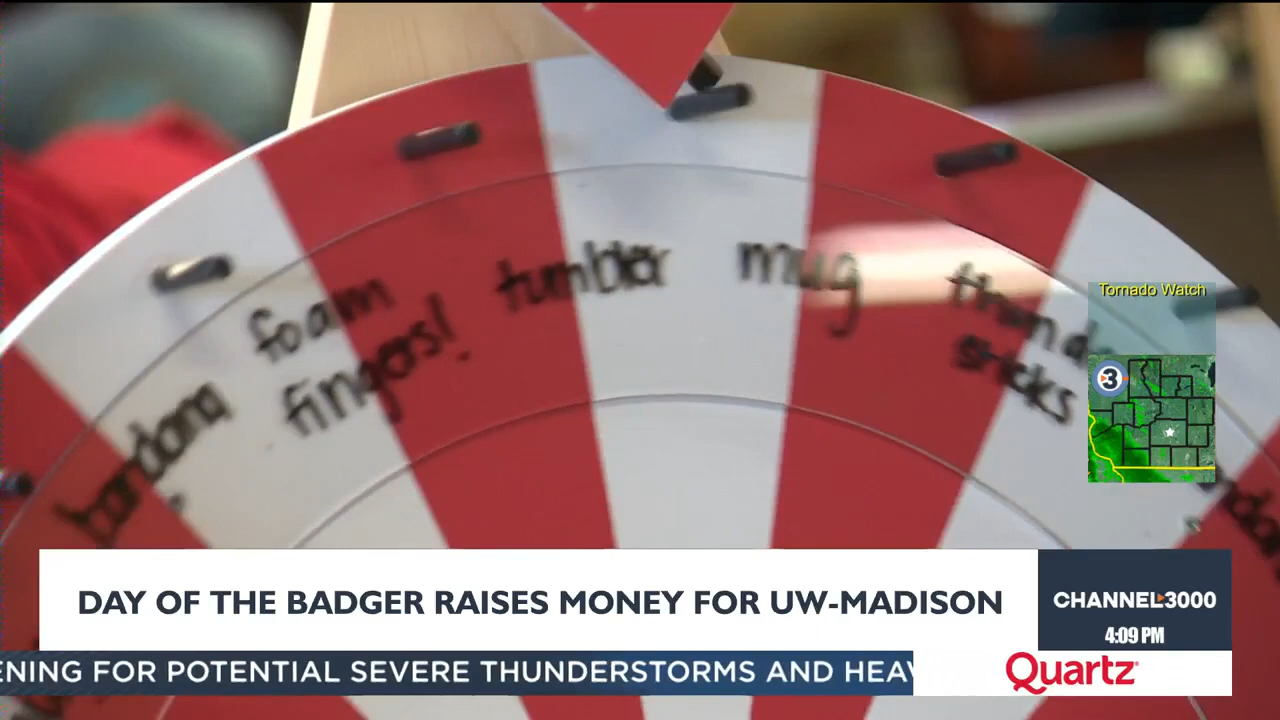 tumbler
mug
foam
fingers!
sticks
bandana
Tornado Watch
3
DAY OF THE BADGER RAISES MONEY FOR UW-MADISON
CHANNEL3000
4:09 PM
ENING FOR POTENTIAL SEVERE THUNDERSTORMS AND HEAV
Quartz